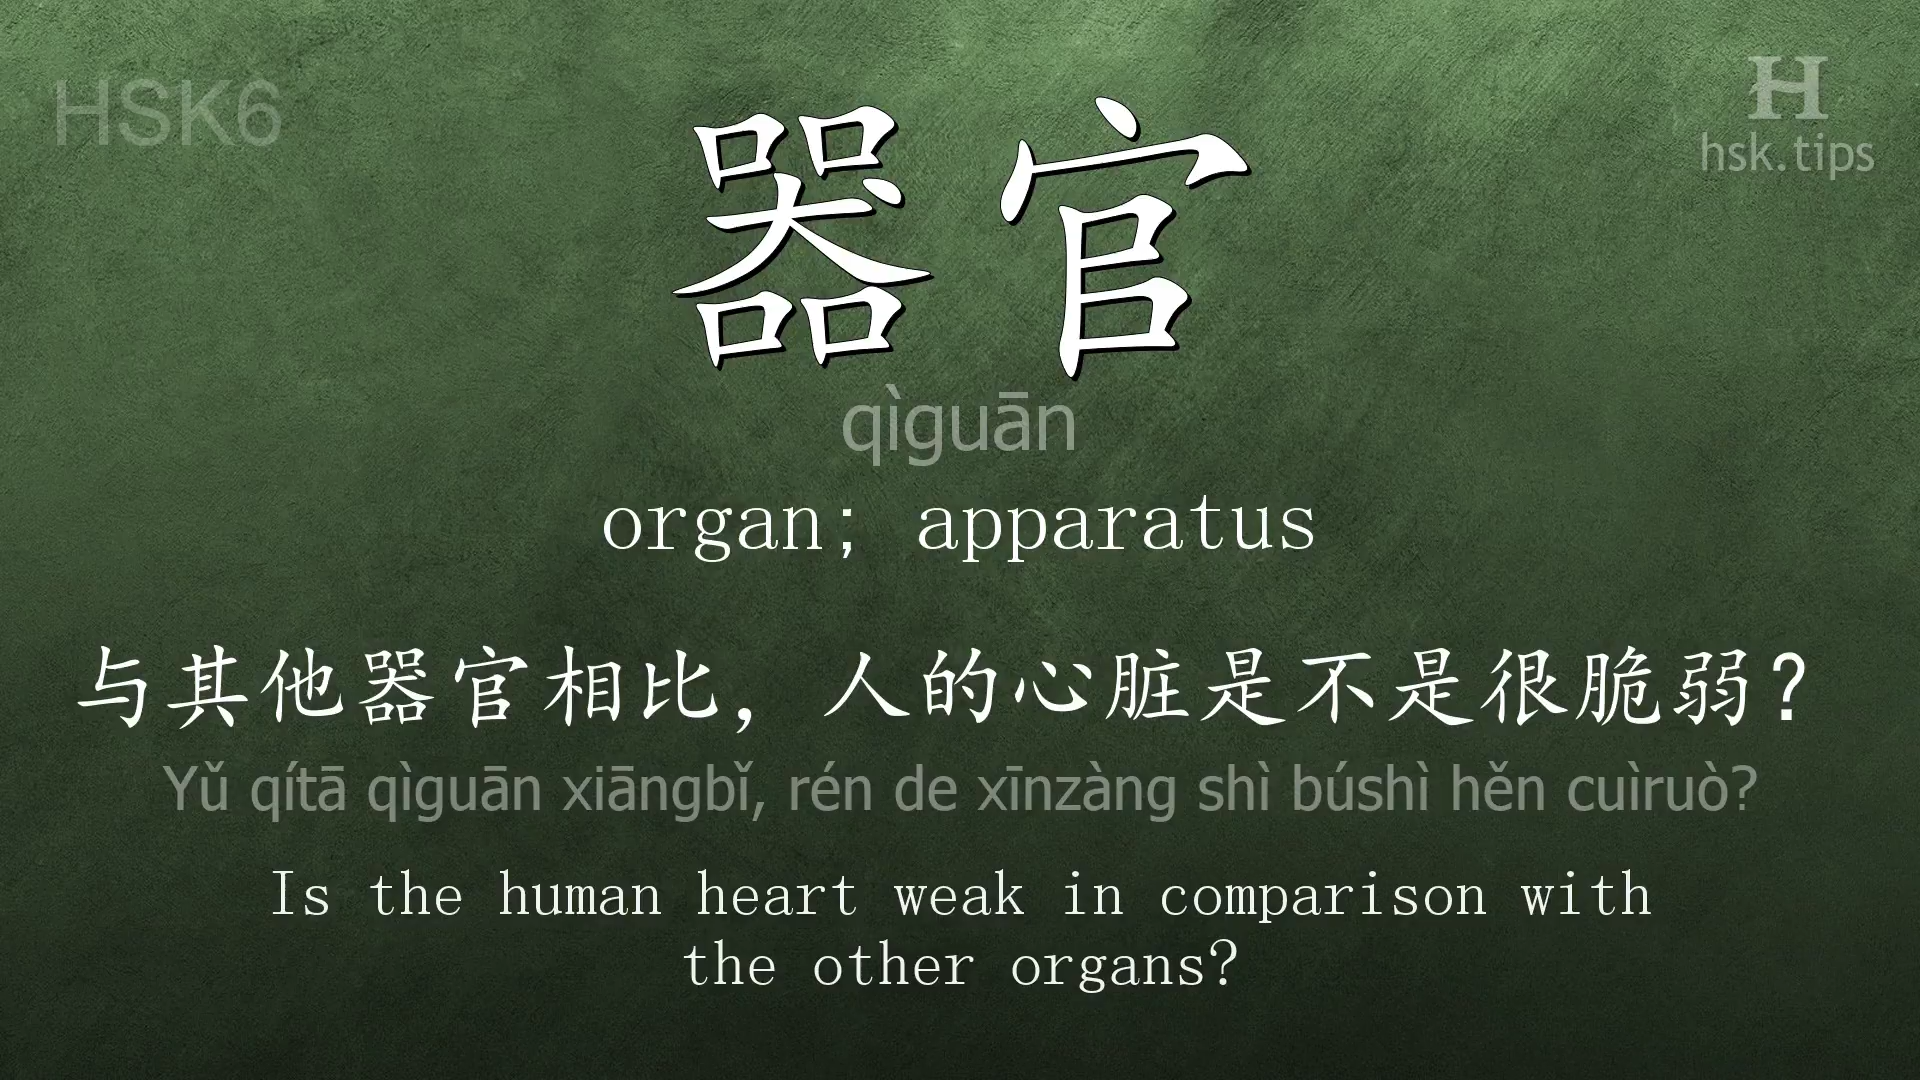 HSK6
H
hsk.tips
器官
qìguān
organ; apparatus
与其他器官相比，人的心脏是不是很脆弱？
Yǔ qítā qìguān xiāngbǐ, rén de xīnzàng shì búshì hěn cuìruò?
Is the human heart weak in comparison with
the other organs?